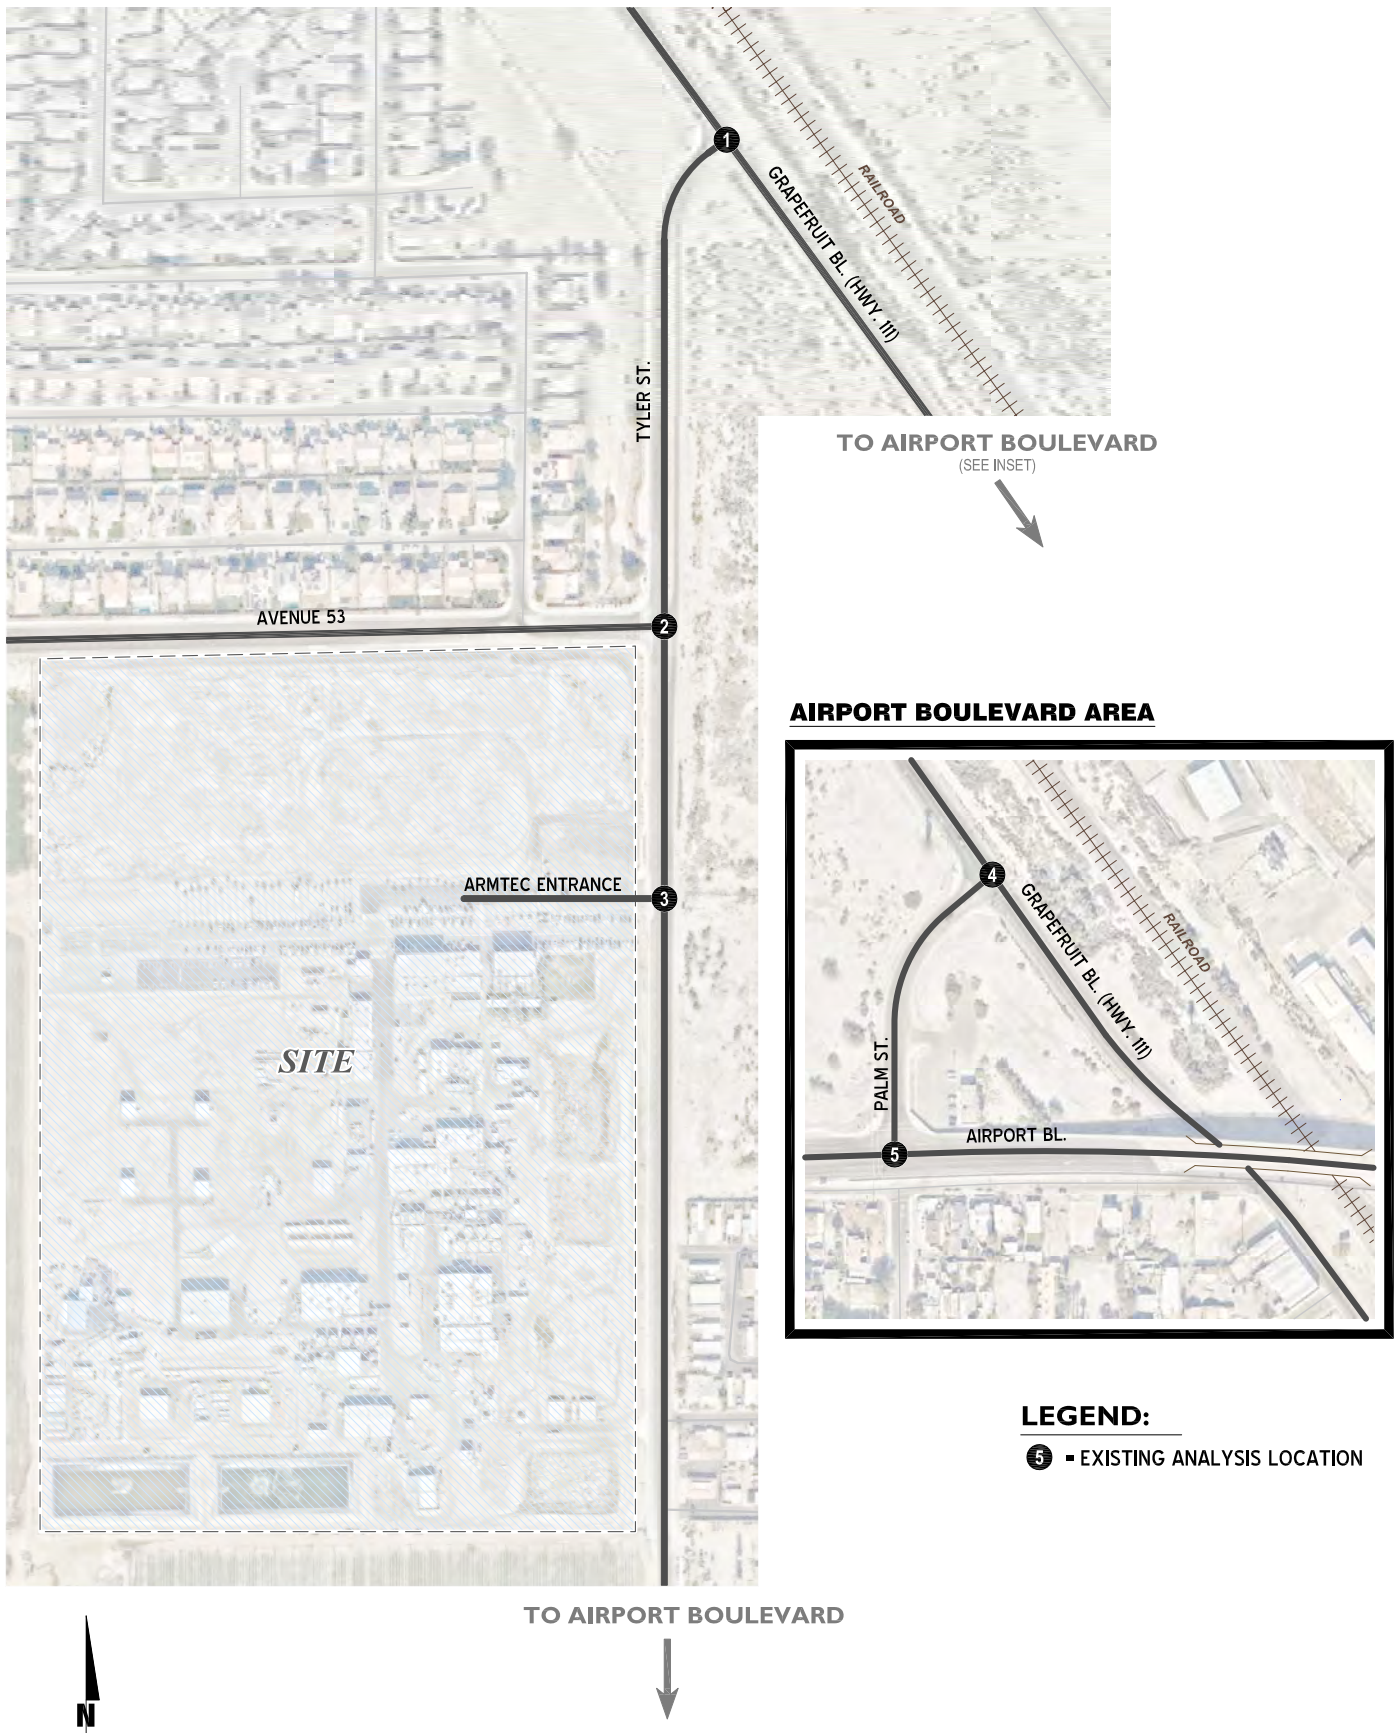 1
GRAPEFRUIT BL. (HWY. 111)
RAILROAD
TYLER ST.
TO AIRPORT BOULEVARD
(SEE INSET)
AVENUE 53
2
AIRPORT BOULEVARD AREA
ARMTEC ENTRANCE
3
4
GRAPEFRUIT BL. (HWY. 111)
RAILROAD
SITE
PALM ST.
AIRPORT BL.
5
LEGEND:
5 = EXISTING ANALYSIS LOCATION
TO AIRPORT BOULEVARD
N